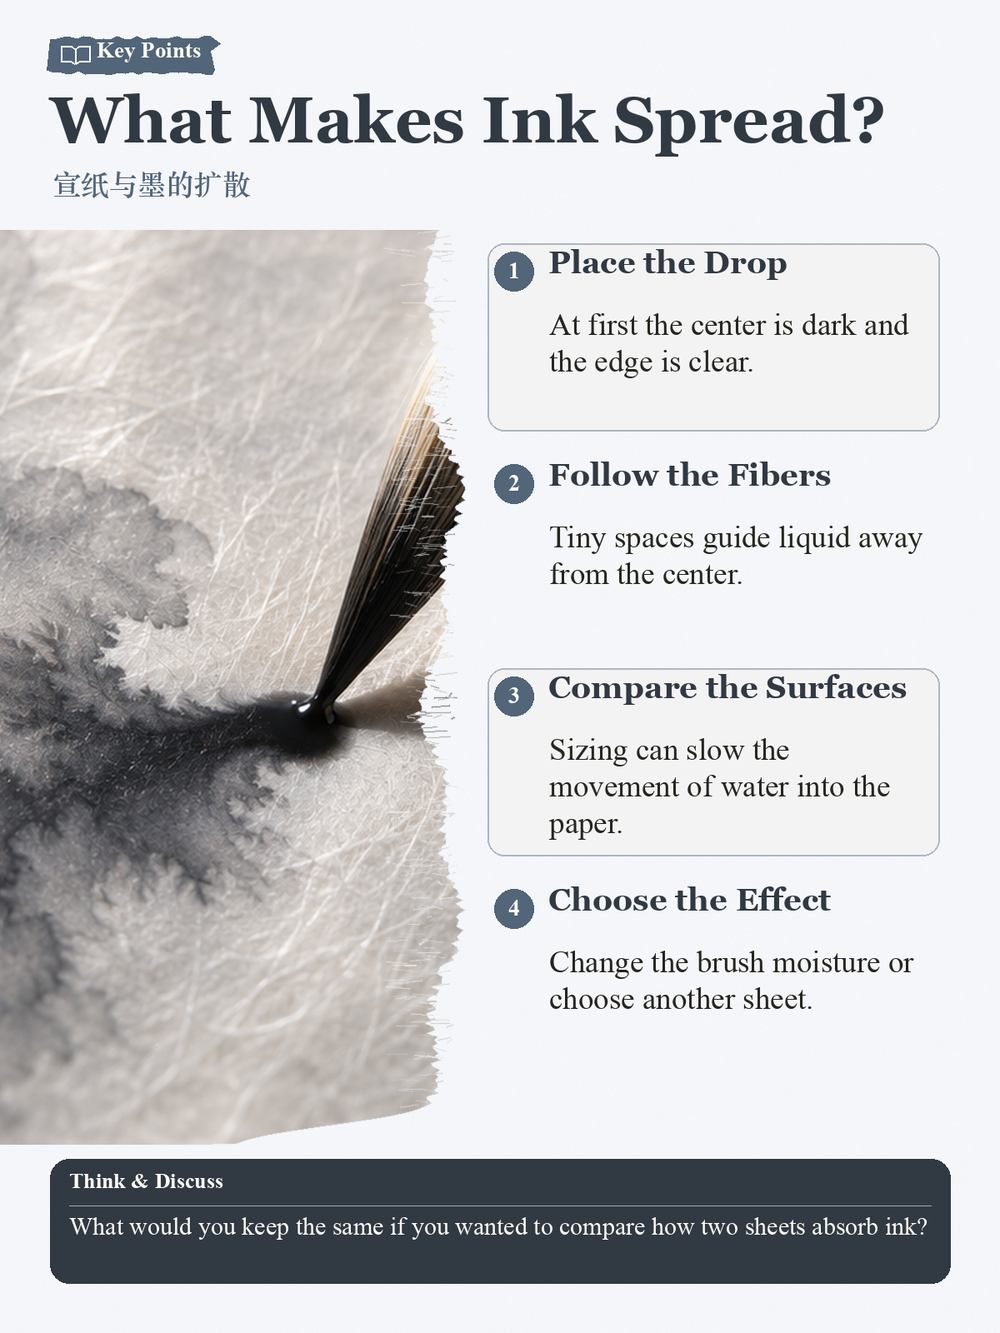 Key Points
What Makes Ink Spread?
宣纸与墨的扩散
1 Place the Drop
At first the center is dark and
the edge is clear.
2 Follow the Fibers
Tiny spaces guide liquid away
from the center.
3 Compare the Surfaces
Sizing can slow the
movement of water into the
paper.
4 Choose the Effect
Change the brush moisture or
choose another sheet.
Think & Discuss
What would you keep the same if you wanted to compare how two sheets absorb ink?